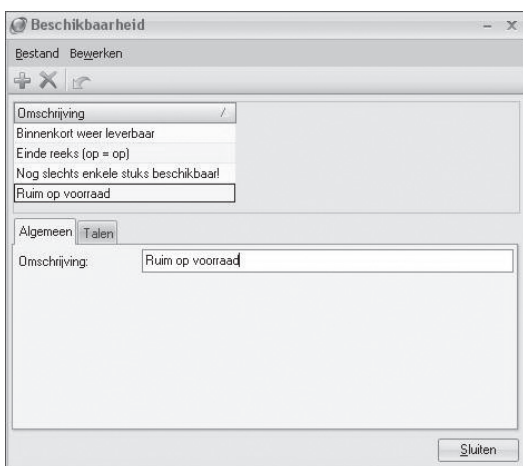 Beschikbaarheid
Bestand Bewerken
Omschrijving
Binnenkort weer leverbaar
Einde reeks (op = op)
Nog slechts enkele stuks beschikbaar!
Ruim op voorraad
Algemeen Talen
Omschrijving: Ruim op voorraad
Sluiten